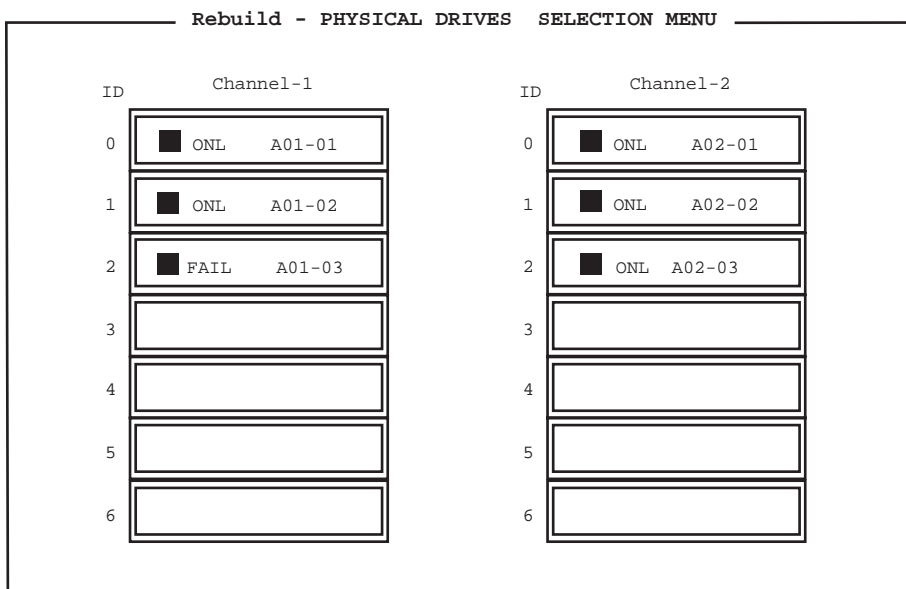 Rebuild - PHYSICAL DRIVES SELECTION MENU
Channel-1
ID
0 ONL A01-01
1 ONL A01-02
2 FAIL A01-03
3
4
5
6
Channel-2
ID
0 ONL A02-01
1 ONL A02-02
2 ONL A02-03
3
4
5
6